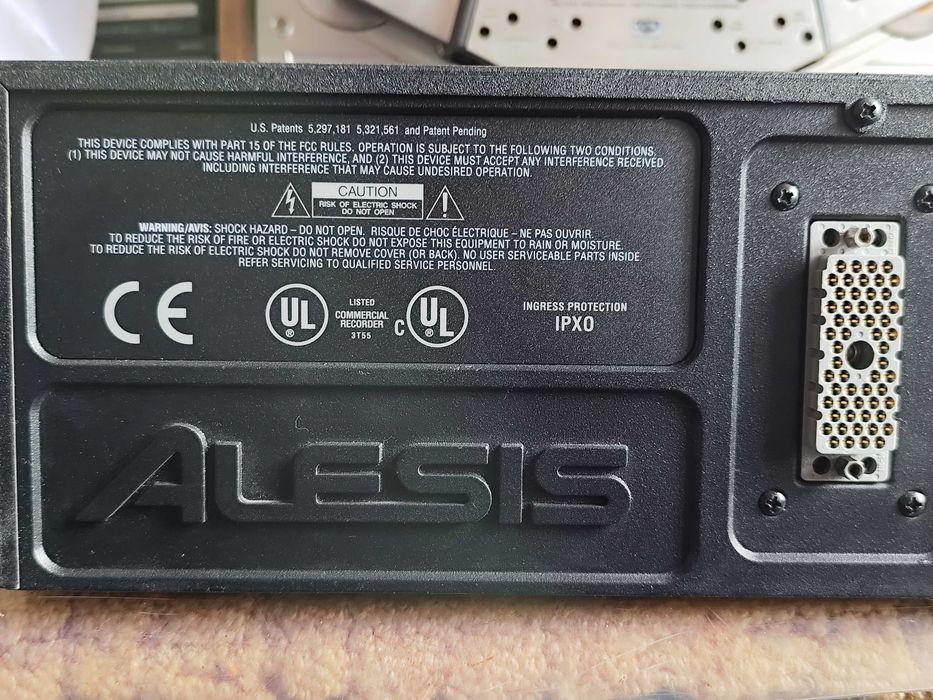 U.S. Patents 5,297,181 5,321,561 and Patent Pending
THIS DEVICE COMPLIES WITH PART 15 OF THE FCC RULES. OPERATION IS SUBJECT TO THE FOLLOWING TWO CONDITIONS.
(1) THIS DEVICE MAY NOT CAUSE HARMFUL INTERFERENCE, AND (2) THIS DEVICE MUST ACCEPT ANY INTERFERENCE RECEIVED.
INCLUDING INTERFERENCE THAT MAY CAUSE UNDESIRED OPERATION.
CAUTION
RISK OF ELECTRIC SHOCK
DO NOT OPEN
WARNING/AVIS: SHOCK HAZARD – DO NOT OPEN. RISQUE DE CHOC ÉLECTRIQUE – NE PAS OUVRIR.
TO REDUCE THE RISK OF FIRE OR ELECTRIC SHOCK DO NOT EXPOSE THIS EQUIPMENT TO RAIN OR MOISTURE.
TO REDUCE THE RISK OF ELECTRIC SHOCK DO NOT REMOVE COVER (OR BACK). NO USER SERVICEABLE PARTS INSIDE.
REFER SERVICING TO QUALIFIED SERVICE PERSONNEL.
CE
UL ®
LISTED
COMMERCIAL
RECORDER
3T55
C UL ®
INGRESS PROTECTION
IPX0
ALESIS